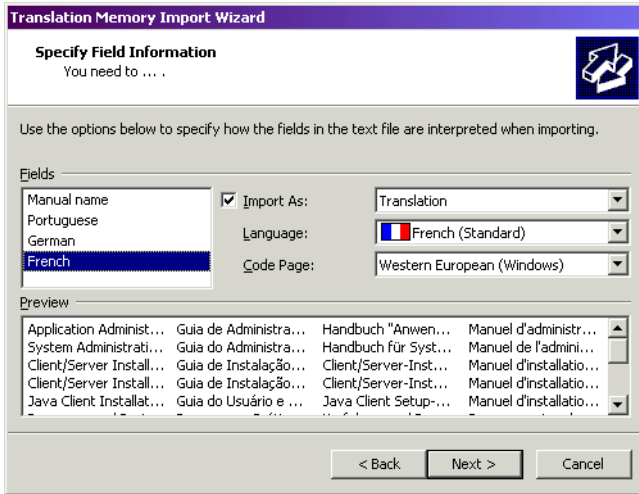 Translation Memory Import Wizard
Specify Field Information
You need to ... .
Use the options below to specify how the fields in the text file are interpreted when importing.
Fields
Manual name
Portuguese
German
French
Import As: Translation
Language: French (Standard)
Code Page: Western European (Windows)
Preview
Application Administ... Guia de Administra... Handbuch "Anwen... Manuel d'administr...
System Administrati... Guia do Administra... Handbuch für Syst... Manuel de l'admini...
Client/Server Install... Guia de Instalação... Client/Server-Inst... Manuel d'installatio...
Client/Server Install... Guia de Instalação... Client/Server-Inst... Manuel d'installatio...
Java Client Installat... Guia do Usuário e ... Java Client Setup-... Manuel d'installatio...
< Back Next > Cancel